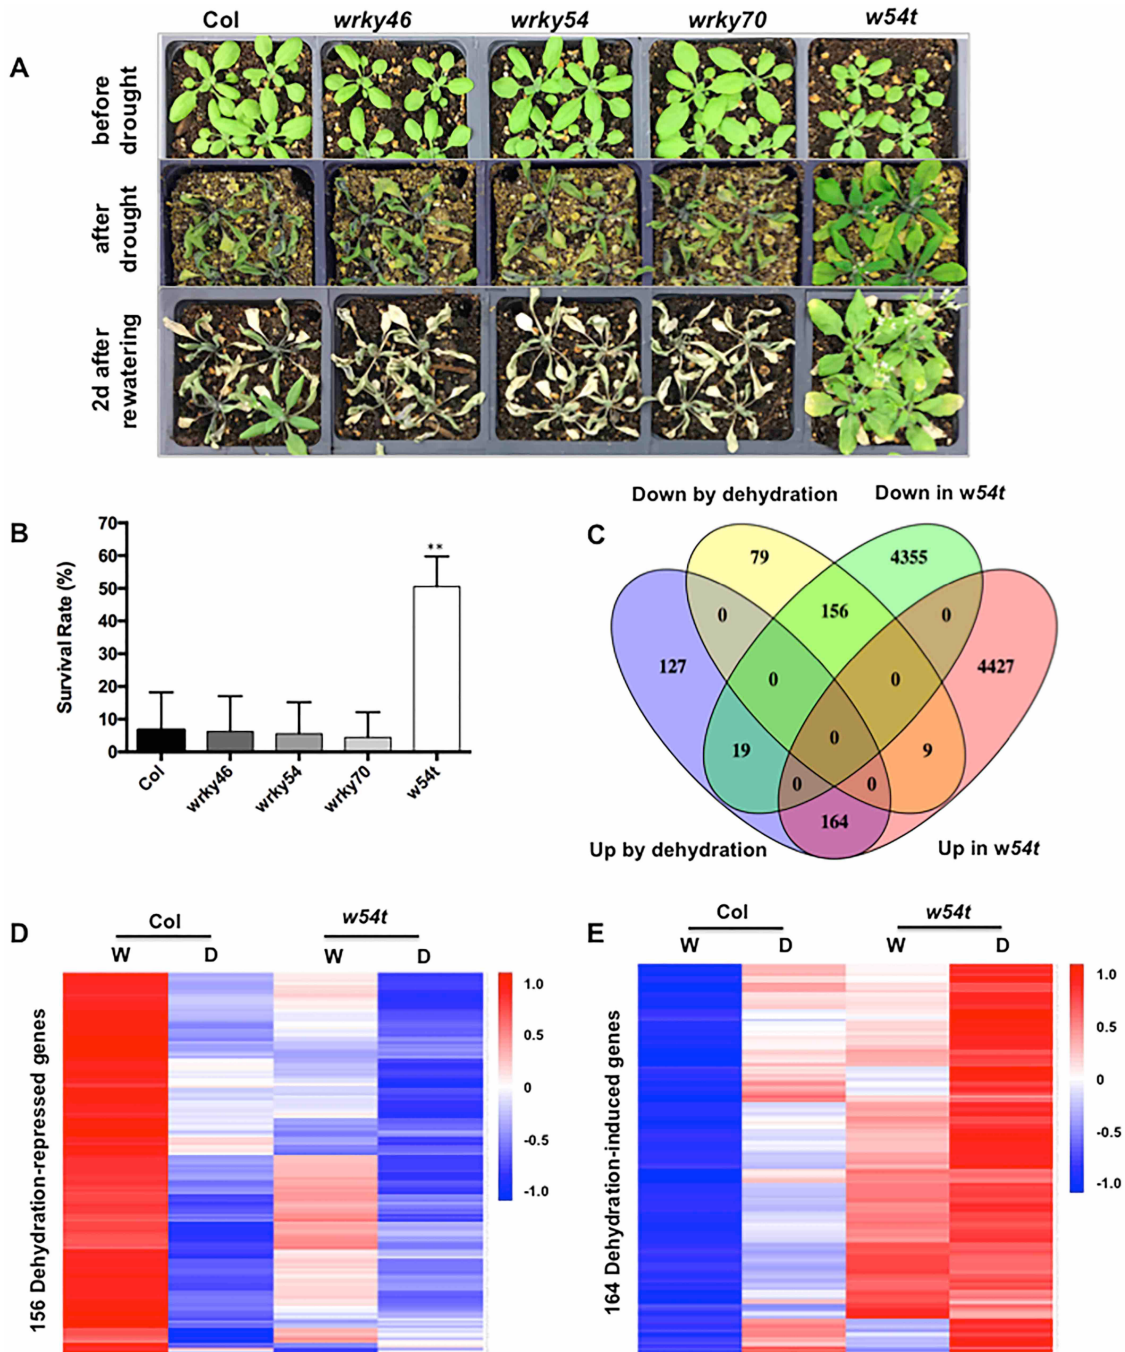 Col wrky46 wrky54 wrky70 w54t
A
before
drought
after
drought
2d after
rewatering
B
Survival Rate (%)
70
60
50
40
30
20
10
0
Col wrky46 wrky54 wrky70 w54t
**
C
Down by dehydration Down in w54t
79 4355
0 156 0
127 4427
0 0
0
19 9
0 0
164
Up by dehydration Up in w54t
D
Col w54t
W D W D
156 Dehydration-repressed genes
1.0
0.5
0
-0.5
-1.0
E
Col w54t
W D W D
164 Dehydration-induced genes
1.0
0.5
0
-0.5
-1.0